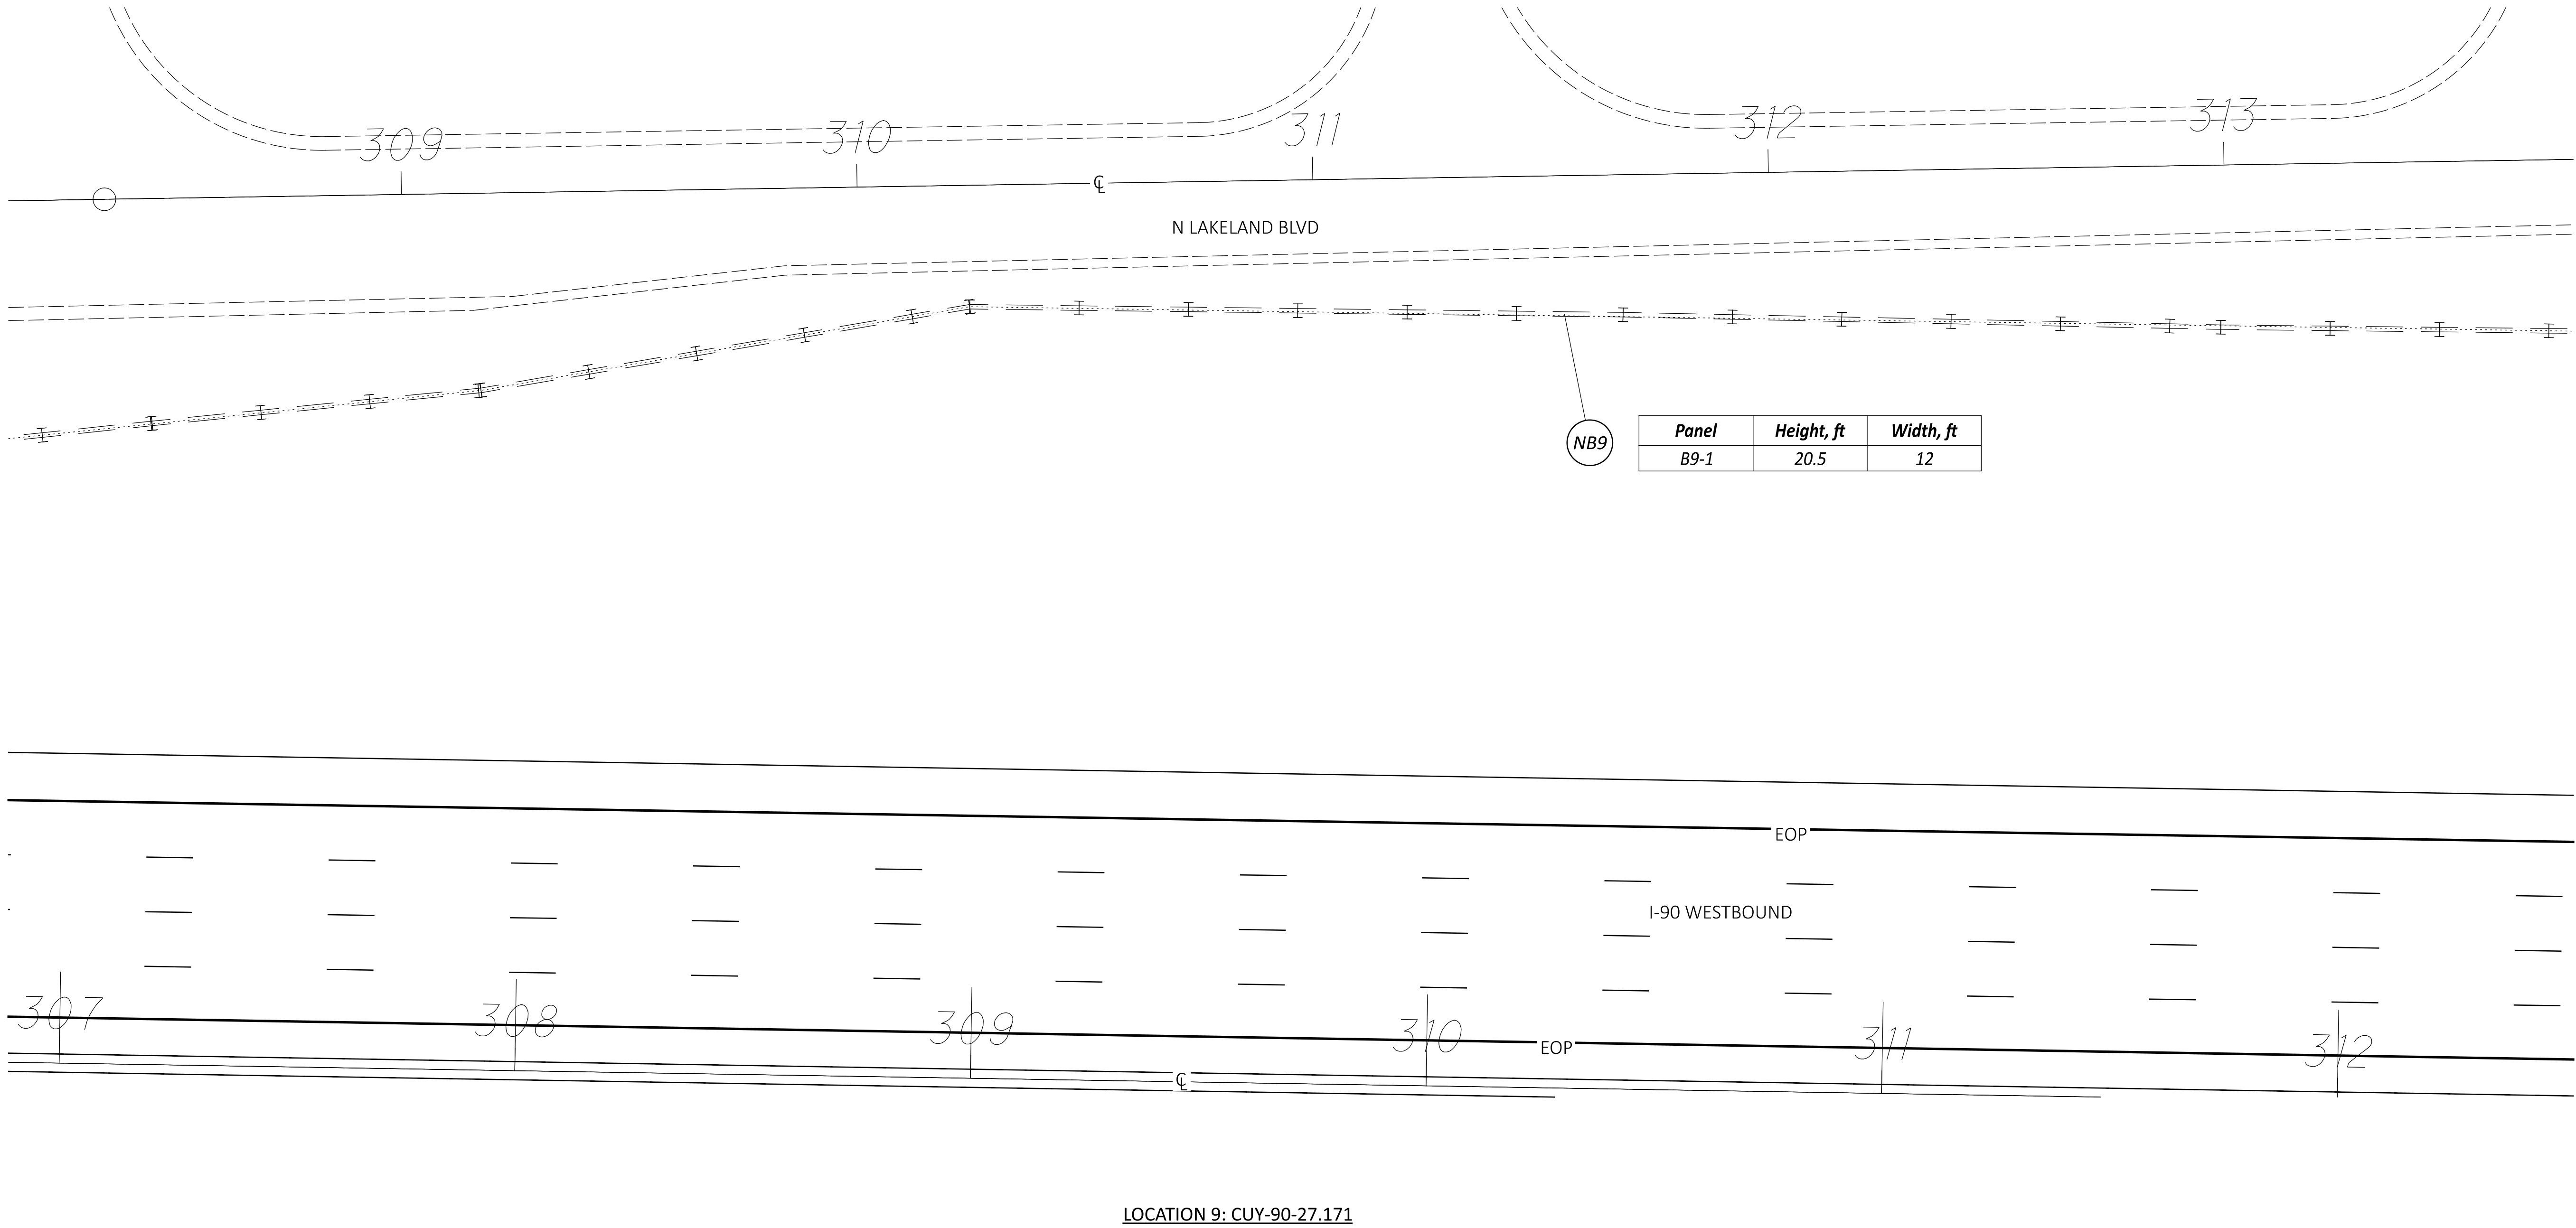 309
310
311
312
313
℄
N LAKELAND BLVD
NB9
Panel Height, ft Width, ft
B9-1 20.5 12
EOP
I-90 WESTBOUND
307
308
309
310
311
312
EOP
℄
LOCATION 9: CUY-90-27.171